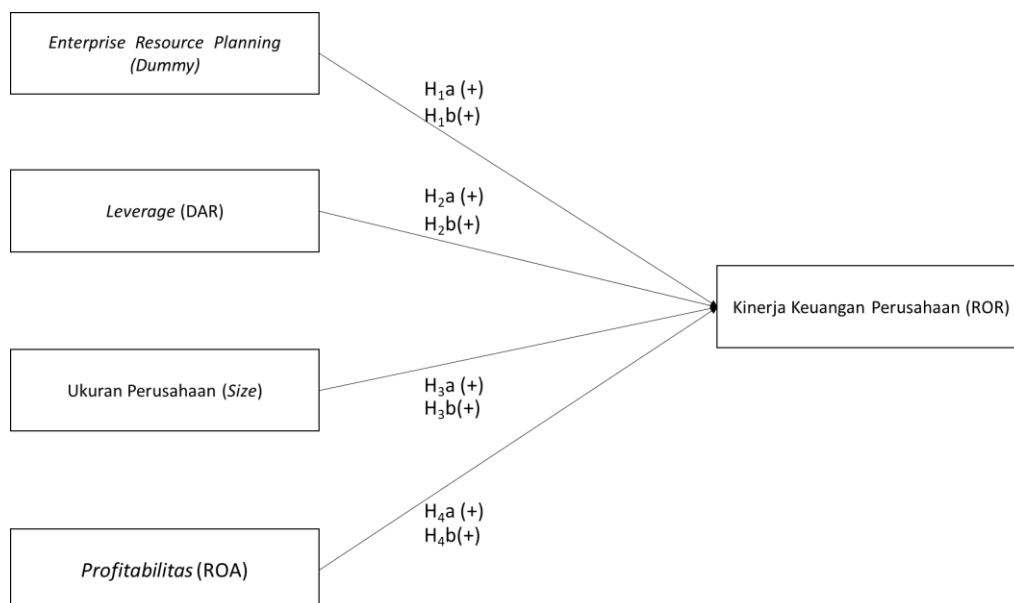 Enterprise Resource Planning
(Dummy)
H₁a (+)
H₁b(+)
Leverage (DAR)
H₂a (+)
H₂b(+)
Kinerja Keuangan Perusahaan (ROR)
Ukuran Perusahaan (Size)
H₃a (+)
H₃b(+)
H₄a (+)
H₄b(+)
Profitabilitas (ROA)